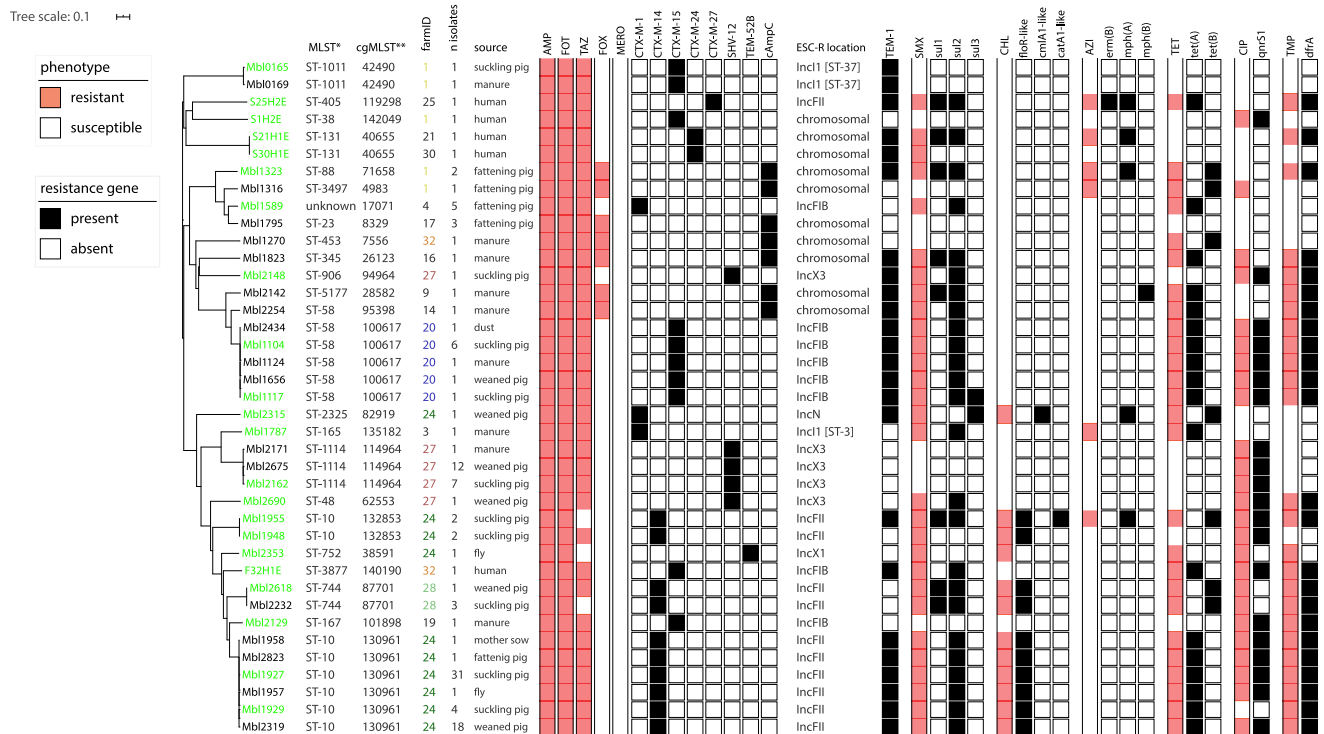 Tree scale: 0.1
phenotype
resistant
susceptible
resistance gene
present
absent
MLST* cgMLST** farmID n isolates source AMP FOT TAZ FOX MERO CTX-M-1 CTX-M-14 CTX-M-15 CTX-M-24 CTX-M-27 SHV-12 TEM-52B cAmpC ESC-R location TEM-1 SMX sul1 sul2 sul3 CHL floR-like cmlA1-like catA1-like AZI erm(B) mph(A) mph(B) TET tet(A) tet(B) CIP qnrS1 TMP dfrA
Mbl0165 ST-1011 42490 1 1 suckling pig IncI1 [ST-37]
Mbl0169 ST-1011 42490 1 1 manure IncI1 [ST-37]
S25H2E ST-405 119298 25 1 human IncFII
S1H2E ST-38 142049 1 1 human chromosomal
S21H1E ST-131 40655 21 1 human chromosomal
S30H1E ST-131 40655 30 1 human chromosomal
Mbl1323 ST-88 71658 1 2 fattening pig chromosomal
Mbl1316 ST-3497 4983 1 1 fattening pig chromosomal
Mbl1589 unknown 17071 4 5 fattening pig IncFIB
Mbl1795 ST-23 8329 17 3 fattening pig chromosomal
Mbl1270 ST-453 7556 32 1 manure chromosomal
Mbl1823 ST-345 26123 16 1 manure chromosomal
Mbl2148 ST-906 94964 27 1 suckling pig IncX3
Mbl2142 ST-5177 28582 9 1 manure chromosomal
Mbl2254 ST-58 95398 14 1 manure chromosomal
Mbl2434 ST-58 100617 20 1 dust IncFIB
Mbl1104 ST-58 100617 20 6 suckling pig IncFIB
Mbl1124 ST-58 100617 20 1 manure IncFIB
Mbl1656 ST-58 100617 20 1 weaned pig IncFIB
Mbl1117 ST-58 100617 20 1 suckling pig IncFIB
Mbl2315 ST-2325 82919 24 1 weaned pig IncN
Mbl1787 ST-165 135182 3 1 manure IncI1 [ST-3]
Mbl2171 ST-1114 114964 27 1 manure IncX3
Mbl2675 ST-1114 114964 27 12 weaned pig IncX3
Mbl2162 ST-1114 114964 27 7 suckling pig IncX3
Mbl2690 ST-48 62553 27 1 weaned pig IncX3
Mbl1955 ST-10 132853 24 2 suckling pig IncFII
Mbl1948 ST-10 132853 24 2 suckling pig IncFII
Mbl2353 ST-752 38591 24 1 fly IncX1
F32H1E ST-3877 140190 32 1 human IncFIB
Mbl2618 ST-744 87701 28 1 weaned pig IncFII
Mbl2232 ST-744 87701 28 3 suckling pig IncFII
Mbl2129 ST-167 101898 19 1 manure IncFIB
Mbl1958 ST-10 130961 24 1 mother sow IncFII
Mbl2823 ST-10 130961 24 1 fattenig pig IncFII
Mbl1927 ST-10 130961 24 31 suckling pig IncFII
Mbl1957 ST-10 130961 24 1 fly IncFII
Mbl1929 ST-10 130961 24 4 suckling pig IncFII
Mbl2319 ST-10 130961 24 18 weaned pig IncFII